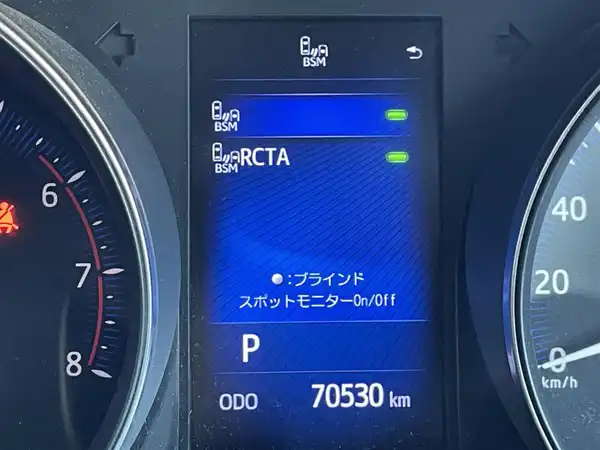 BSM
BSM
BSM RCTA
6
7
8
40
20
0
km/h
:ブラインド
スポットモニターOn/Off
P
ODO 70530 km